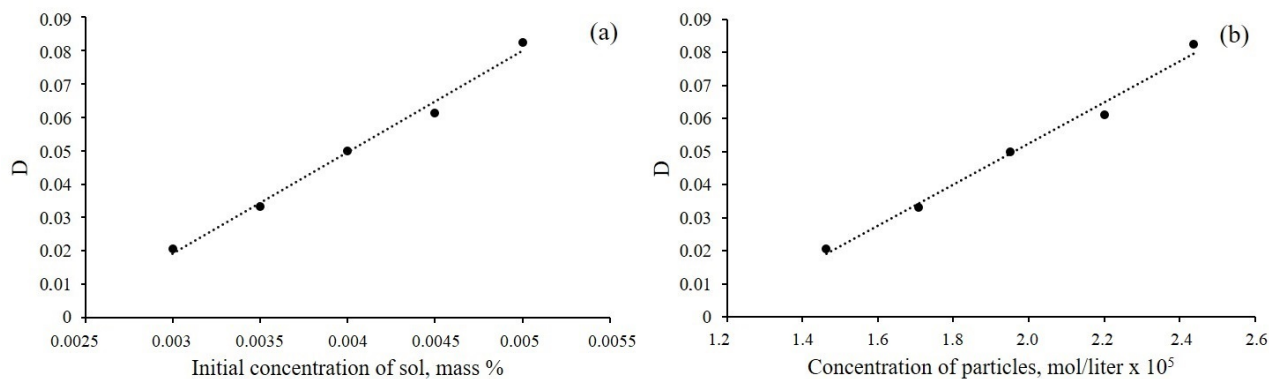 (a)
0.09
0.08
0.07
0.06
0.05
0.04
0.03
0.02
0.01
0
D
0.0025 0.003 0.0035 0.004 0.0045 0.005 0.0055
Initial concentration of sol, mass %
(b)
0.09
0.08
0.07
0.06
0.05
0.04
0.03
0.02
0.01
0
D
1.2 1.4 1.6 1.8 2.0 2.2 2.4 2.6
Concentration of particles, mol/liter x 10⁵